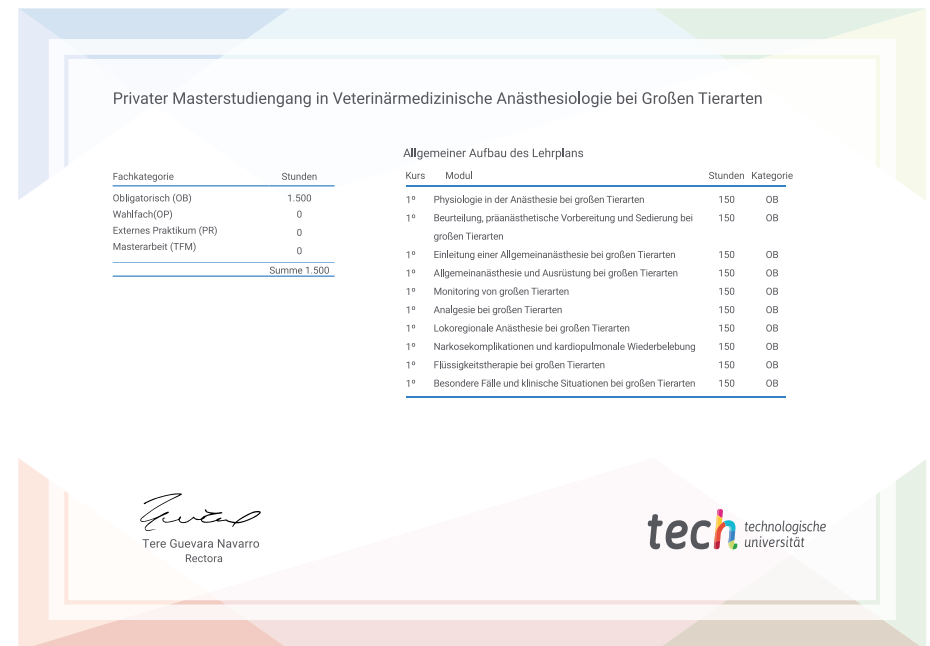 Privater Masterstudiengang in Veterinärmedizinische Anästhesiologie bei Großen Tierarten
Fachkategorie Stunden
Obligatorisch (OB) 1.500
Wahlfach(OP) 0
Externes Praktikum (PR) 0
Masterarbeit (TFM) 0
Summe 1.500
Allgemeiner Aufbau des Lehrplans
Kurs Modul Stunden Kategorie
1º Physiologie in der Anästhesie bei großen Tierarten 150 OB
1º Beurteilung, präanästhetische Vorbereitung und Sedierung bei 150 OB
großen Tierarten
1º Einleitung einer Allgemeinanästhesie bei großen Tierarten 150 OB
1º Allgemeinanästhesie und Ausrüstung bei großen Tierarten 150 OB
1º Monitoring von großen Tierarten 150 OB
1º Analgesie bei großen Tierarten 150 OB
1º Lokoregionale Anästhesie bei großen Tierarten 150 OB
1º Narkosekomplikationen und kardiopulmonale Wiederbelebung 150 OB
1º Flüssigkeitstherapie bei großen Tierarten 150 OB
1º Besondere Fälle und klinische Situationen bei großen Tierarten 150 OB
Tere Guevara Navarro
Rectora
tech technologische
universität